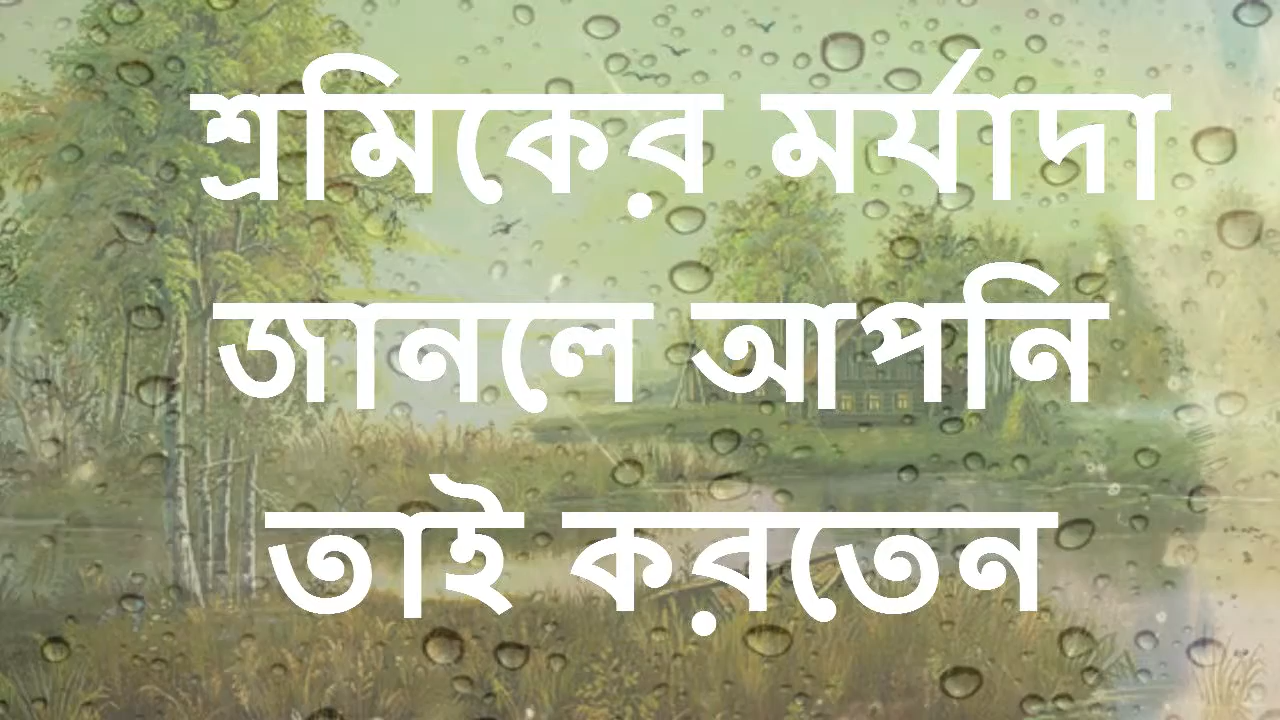 শ্রমিকের মর্যাদা
জানলে আপনি
তাই করতেন